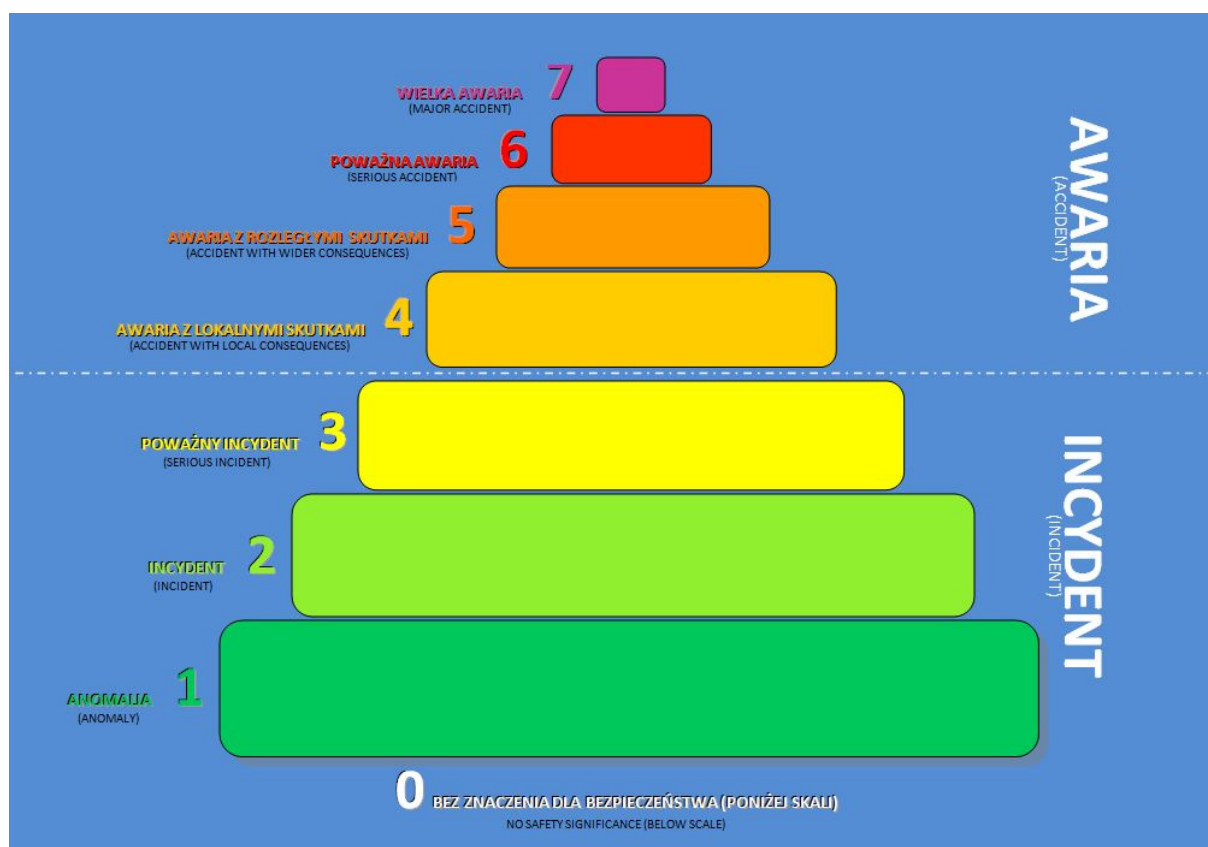 7
WIELKA AWARIA
(MAJOR ACCIDENT)
6
POWAŻNA AWARIA
(SERIOUS ACCIDENT)
5
AWARIA Z ROZLEGŁYMI SKUTKAMI
(ACCIDENT WITH WIDER CONSEQUENCES)
4
AWARIA Z LOKALNYMI SKUTKAMI
(ACCIDENT WITH LOCAL CONSEQUENCES)
AWARIA
(ACCIDENT)
3
POWAŻNY INCYDENT
(SERIOUS INCIDENT)
2
INCYDENT
(INCIDENT)
1
ANOMALIA
(ANOMALY)
INCYDENT
(INCIDENT)
0 BEZ ZNACZENIA DLA BEZPIECZEŃSTWA (PONIŻEJ SKALI)
NO SAFETY SIGNIFICANCE (BELOW SCALE)